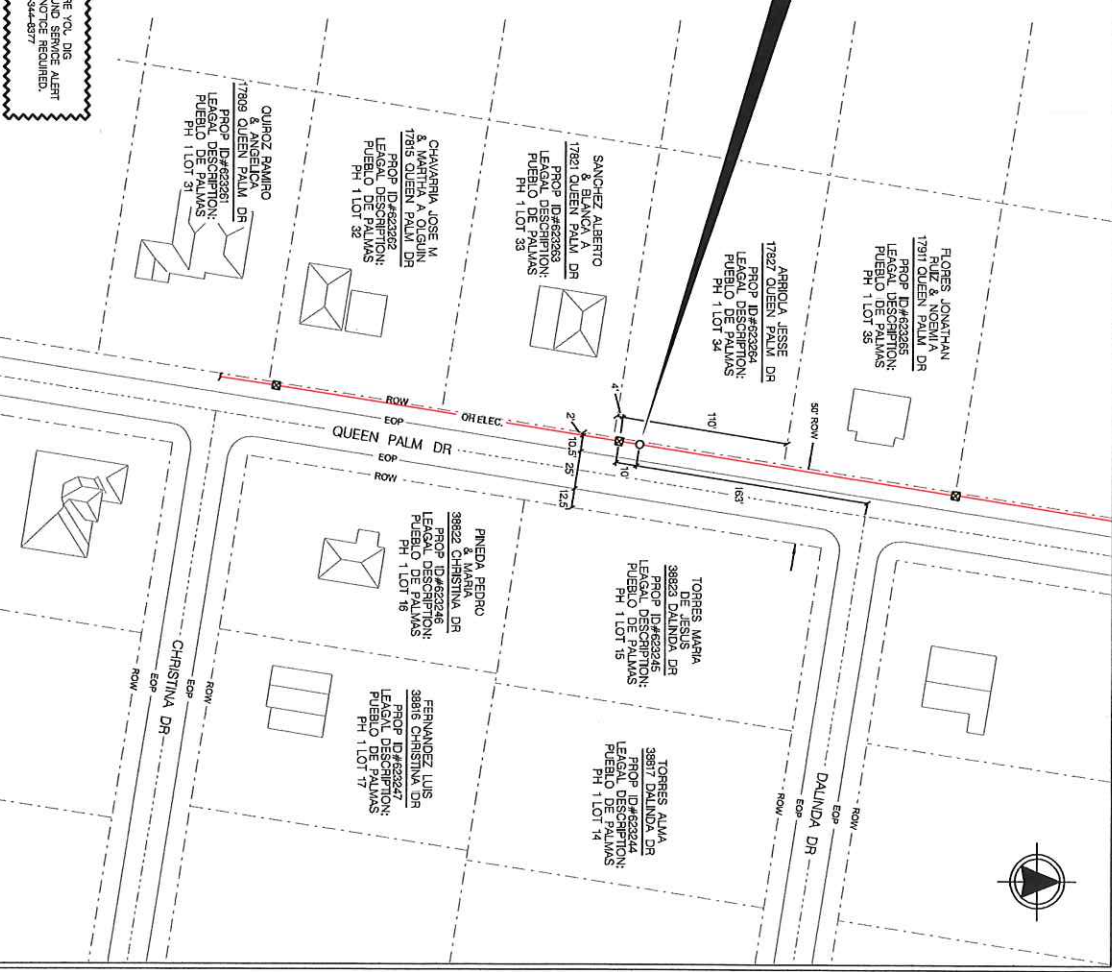 RE YOU DIG
UND SERVICE ALERT
NOTICE REQUIRED.
344-8377
FLORES JONATHAN
RUIZ & NOEMI A
17911 QUEEN PALM DR
PROP ID#623265
LEAGAL DESCRIPTION:
PUEBLO DE PALMAS
PH 1 LOT 35
ARRIOLA JESSE
17827 QUEEN PALM DR
PROP ID#623264
LEAGAL DESCRIPTION:
PUEBLO DE PALMAS
PH 1 LOT 34
SANCHEZ ALBERTO
& BLANCA A
17821 QUEEN PALM DR
PROP ID#623263
LEAGAL DESCRIPTION:
PUEBLO DE PALMAS
PH 1 LOT 33
CHAVARRIA JOSE M
& MARTHA A OLGUIN
17815 QUEEN PALM DR
PROP ID#623262
LEAGAL DESCRIPTION:
PUEBLO DE PALMAS
PH 1 LOT 32
QUIROZ RAMIRO
& ANGELICA
17809 QUEEN PALM DR
PROP ID#623261
LEAGAL DESCRIPTION:
PUEBLO DE PALMAS
PH 1 LOT 31
50' ROW
110'
163'
4'
10'
2'
10.5'
25'
12.5'
ROW
OH ELEC.
EOP
QUEEN PALM DR
EOP
ROW
TORRES MARIA
DE JESUS
38823 DALINDA DR
PROP ID#623245
LEAGAL DESCRIPTION:
PUEBLO DE PALMAS
PH 1 LOT 15
PINEDA PEDRO
& MARIA
38822 CHRISTINA DR
PROP ID#623246
LEAGAL DESCRIPTION:
PUEBLO DE PALMAS
PH 1 LOT 16
TORRES ALMA
38817 DALINDA DR
PROP ID#623244
LEAGAL DESCRIPTION:
PUEBLO DE PALMAS
PH 1 LOT 14
FERNANDEZ LUIS
38816 CHRISTINA DR
PROP ID#623247
LEAGAL DESCRIPTION:
PUEBLO DE PALMAS
PH 1 LOT 17
ROW
EOP
DALINDA DR
EOP
ROW
ROW
EOP
CHRISTINA DR
EOP
ROW